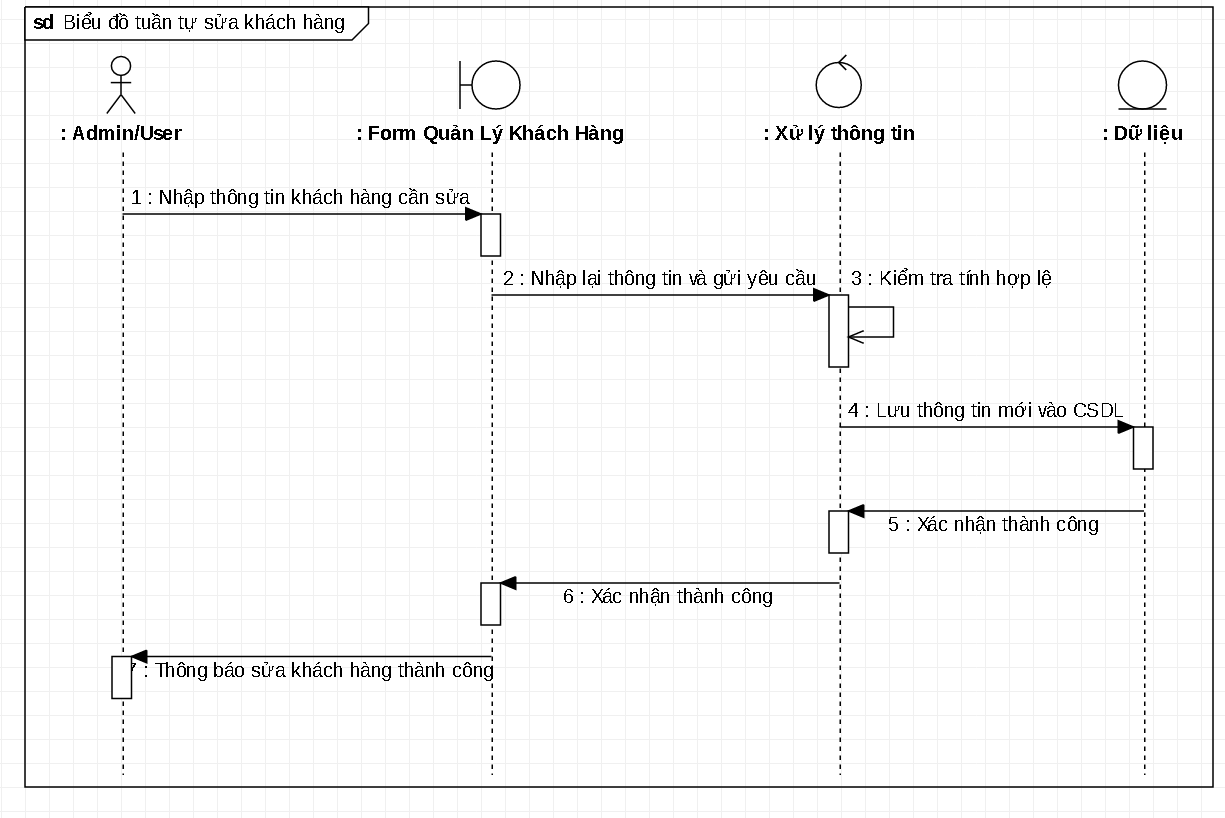 sd Biểu đồ tuần tự sửa khách hàng
: Admin/User
: Form Quản Lý Khách Hàng
: Xử lý thông tin
: Dữ liệu
1 : Nhập thông tin khách hàng cần sửa
2 : Nhập lại thông tin và gửi yêu cầu
3 : Kiểm tra tính hợp lệ
4 : Lưu thông tin mới vào CSDL
5 : Xác nhận thành công
6 : Xác nhận thành công
7 : Thông báo sửa khách hàng thành công